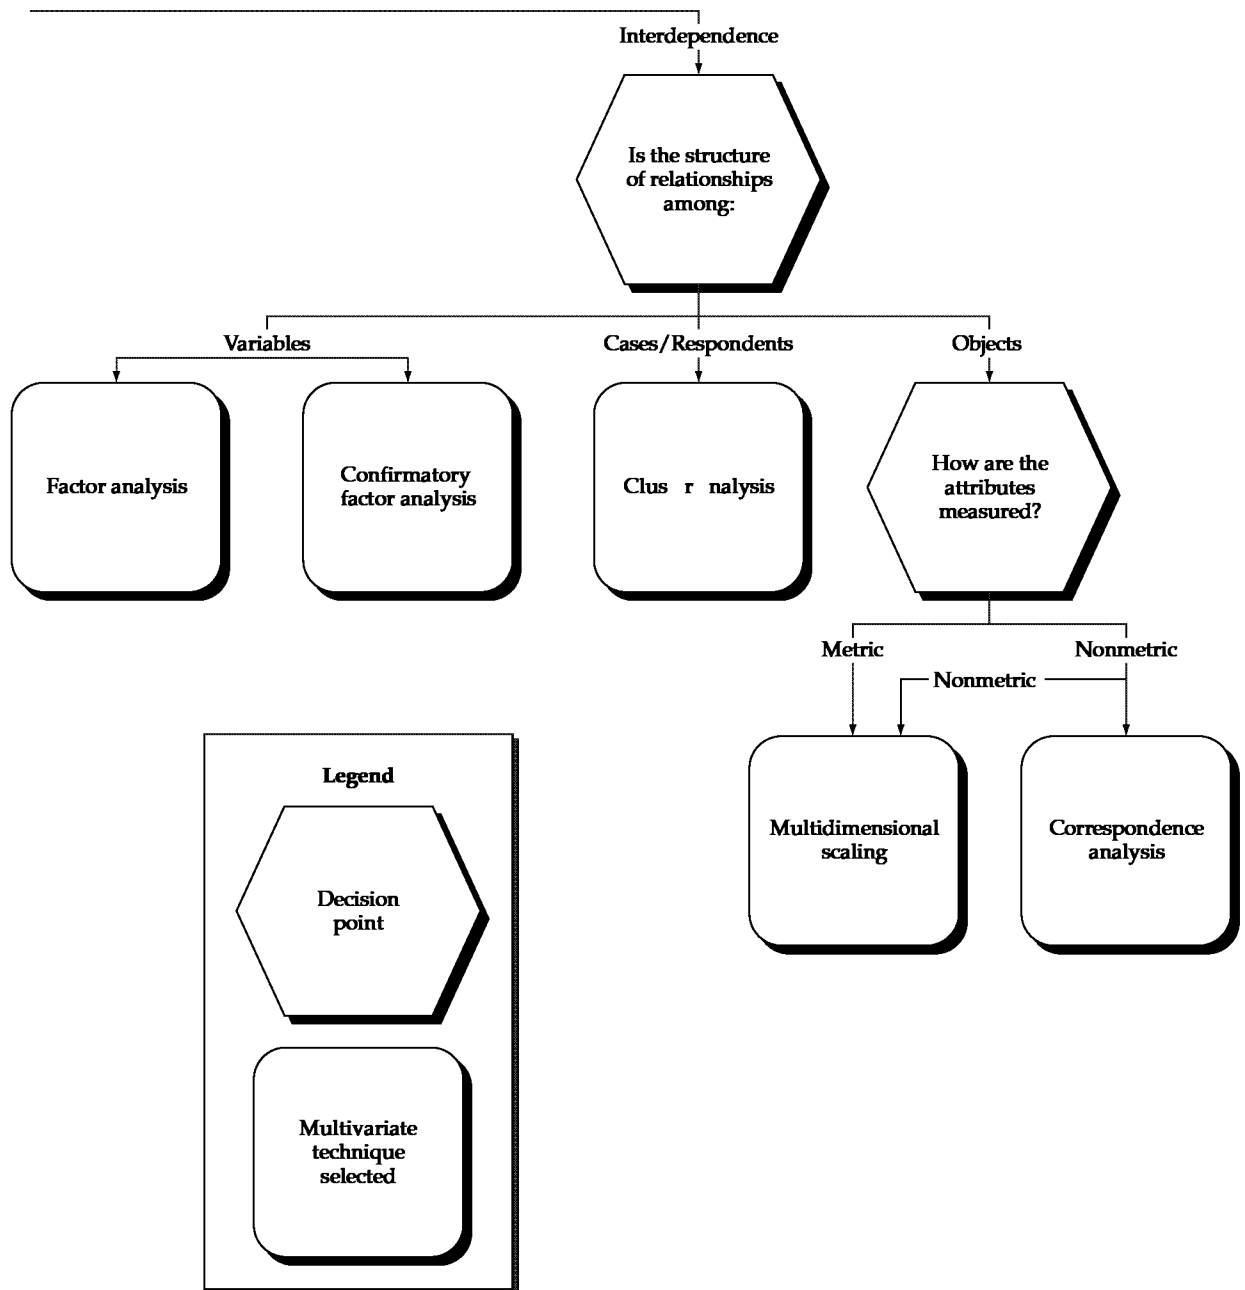 Interdependence
Is the structure
of relationships
among:
Variables
Cases/Respondents
Objects
Factor analysis
Confirmatory
factor analysis
Clus r nalysis
How are the
attributes
measured?
Metric
Nonmetric
Nonmetric
Multidimensional
scaling
Correspondence
analysis
Legend
Decision
point
Multivariate
technique
selected